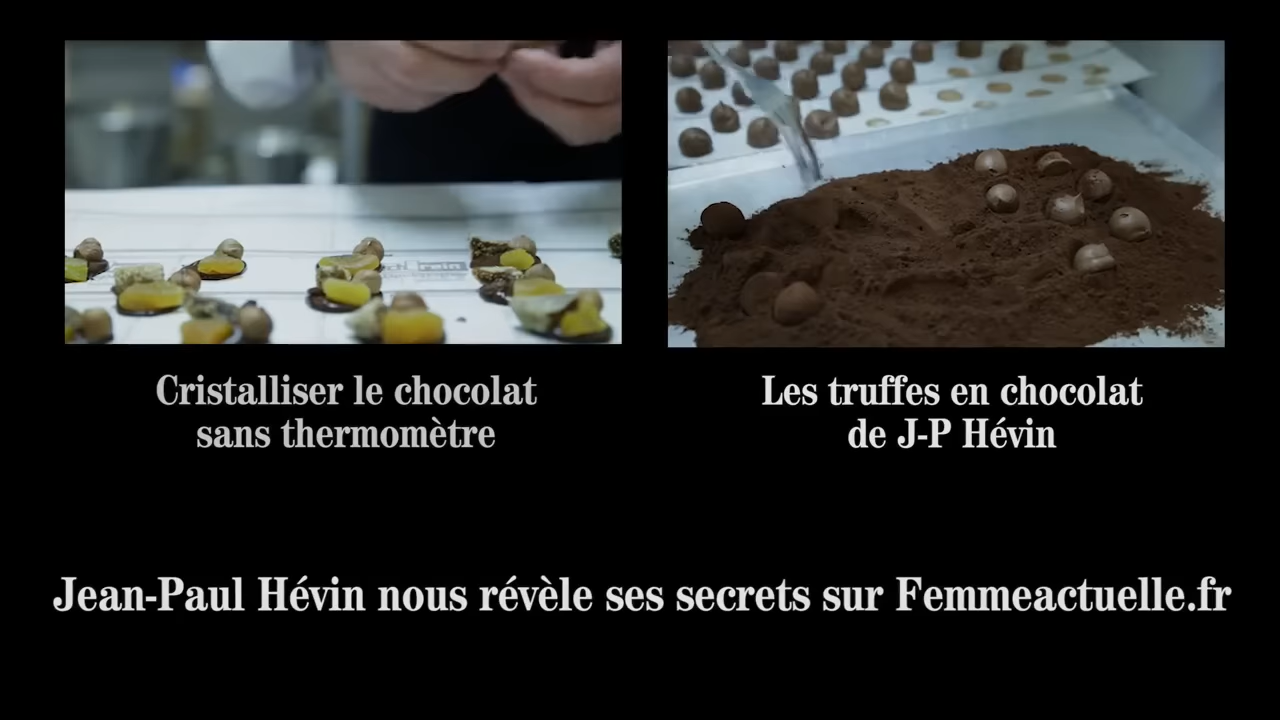 Cristalliser le chocolat
sans thermomètre
Les truffes en chocolat
de J-P Hévin
Jean-Paul Hévin nous révèle ses secrets sur Femmeactuelle.fr